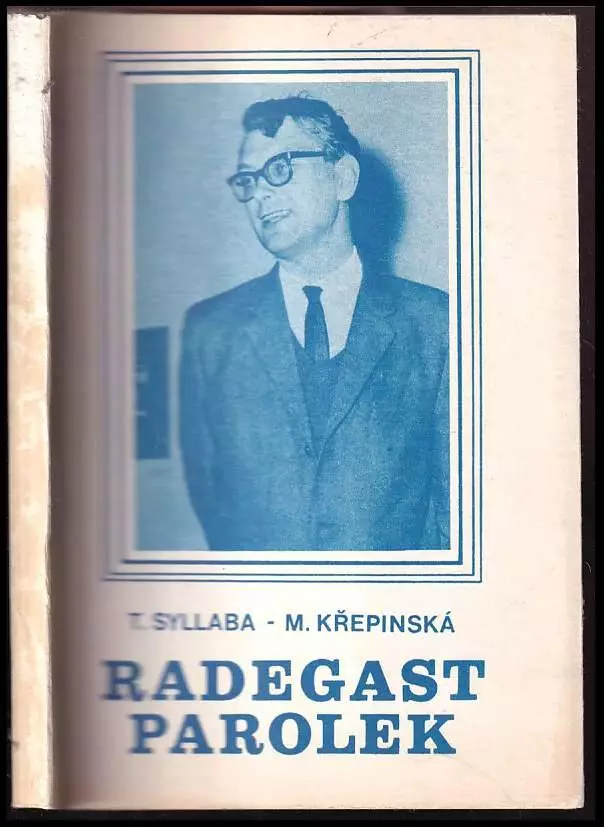 T. SYLLABA - M. KŘEPINSKÁ
RADEGAST
PAROLEK